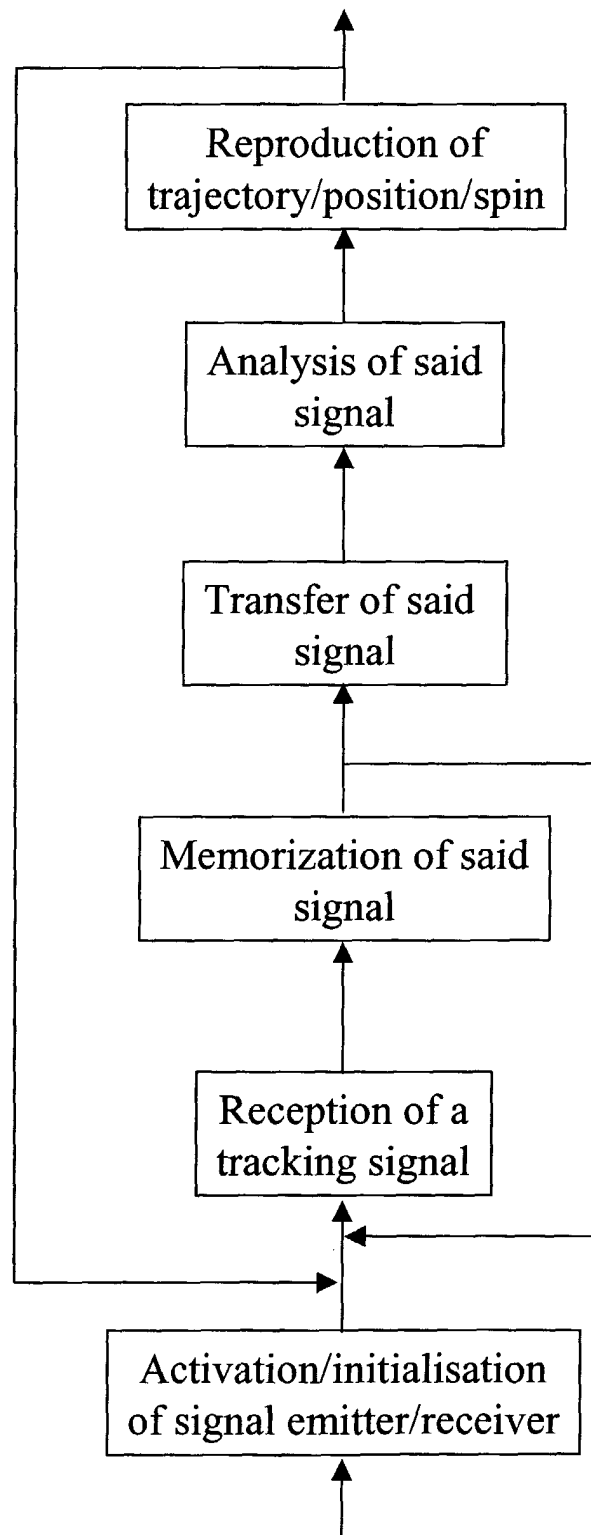 Reproduction of
trajectory/position/spin
Analysis of said
signal
Transfer of said
signal
Memorization of said
signal
Reception of a
tracking signal
Activation/initialisation
of signal emitter/receiver